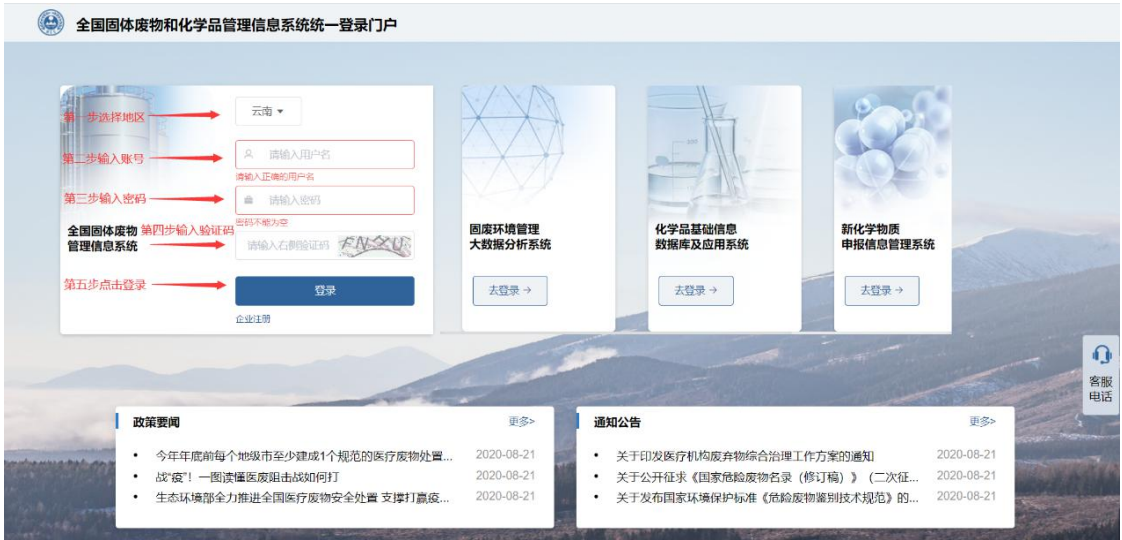 全国固体废物和化学品管理信息系统统一登录门户
第一步选择地区
云南
第二步输入账号
请输入用户名
请输入正确的用户名
第三步输入密码
请输入密码
密码不能为空
全国固体废物
管理信息系统
第四步输入验证码
请输入右侧验证码
第五步点击登录
登录
企业注册
固废环境管理
大数据分析系统
去登录 →
化学品基础信息
数据库及应用系统
去登录 →
新化学物质
申报信息管理系统
去登录 →
客服
电话
政策要闻 更多>
• 今年年底前每个地级市至少建成1个规范的医疗废物处置... 2020-08-21
• 战“疫”！一图读懂医废阻击战如何打 2020-08-21
• 生态环境部全力推进全国医疗废物安全处置 支撑打赢疫... 2020-08-21
通知公告 更多>
• 关于印发医疗机构废弃物综合治理工作方案的通知 2020-08-21
• 关于公开征求《国家危险废物名录（修订稿）》（二次征... 2020-08-21
• 关于发布国家环境保护标准《危险废物鉴别技术规范》的... 2020-08-21